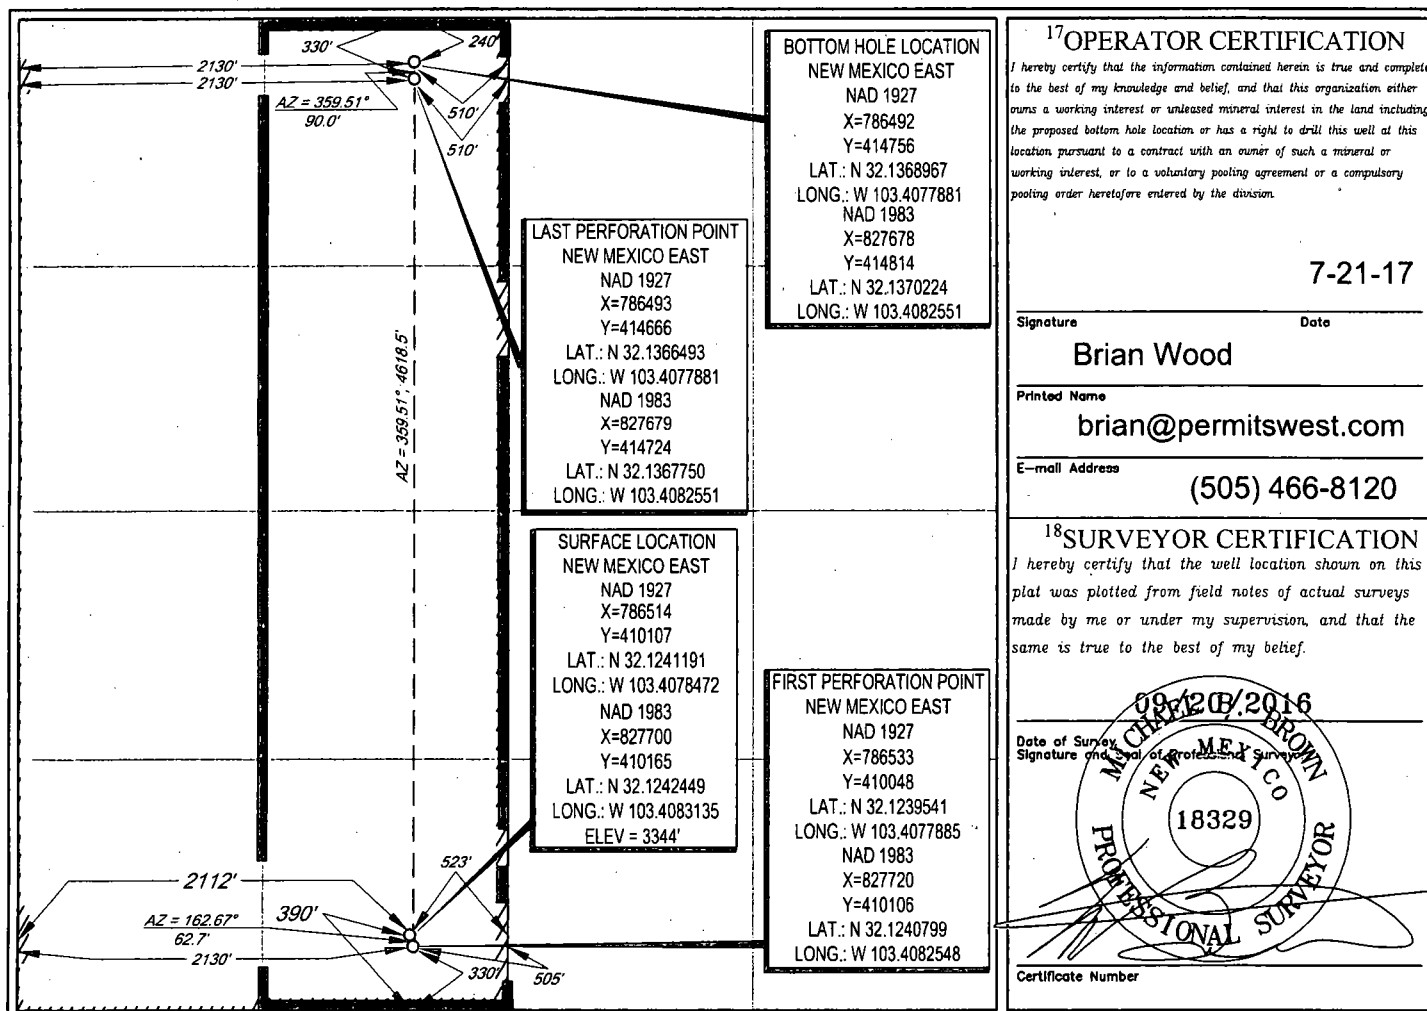 330'
240'
2130'
2130'
AZ = 359.51°
90.0'
510'
510'
AZ = 359.51°, 4618.5'
BOTTOM HOLE LOCATION
NEW MEXICO EAST
NAD 1927
X=786492
Y=414756
LAT.: N 32.1368967
LONG.: W 103.4077881
NAD 1983
X=827678
Y=414814
LAT.: N 32.1370224
LONG.: W 103.4082551
LAST PERFORATION POINT
NEW MEXICO EAST
NAD 1927
X=786493
Y=414666
LAT.: N 32.1366493
LONG.: W 103.4077881
NAD 1983
X=827679
Y=414724
LAT.: N 32.1367750
LONG.: W 103.4082551
SURFACE LOCATION
NEW MEXICO EAST
NAD 1927
X=786514
Y=410107
LAT.: N 32.1241191
LONG.: W 103.4078472
NAD 1983
X=827700
Y=410165
LAT.: N 32.1242449
LONG.: W 103.4083135
ELEV = 3344'
FIRST PERFORATION POINT
NEW MEXICO EAST
NAD 1927
X=786533
Y=410048
LAT.: N 32.1239541
LONG.: W 103.4077885
NAD 1983
X=827720
Y=410106
LAT.: N 32.1240799
LONG.: W 103.4082548
523'
2112'
390'
AZ = 162.67°
62.7'
2130'
330'
505'
17 OPERATOR CERTIFICATION
I hereby certify that the information contained herein is true and complete
to the best of my knowledge and belief, and that this organization either
owns a working interest or unleased mineral interest in the land including
the proposed bottom hole location or has a right to drill this well at this
location pursuant to a contract with an owner of such a mineral or
working interest, or to a voluntary pooling agreement or a compulsory
pooling order heretofore entered by the division.
7-21-17
Signature Date
Brian Wood
Printed Name
brian@permitswest.com
E-mail Address
(505) 466-8120
18 SURVEYOR CERTIFICATION
I hereby certify that the well location shown on this
plat was plotted from field notes of actual surveys
made by me or under my supervision, and that the
same is true to the best of my belief.
09/20/2016
Date of Survey
Signature and Seal of Professional Surveyor
MICHAEL B. BROWN
NEW MEXICO
18329
PROFESSIONAL SURVEYOR
Certificate Number